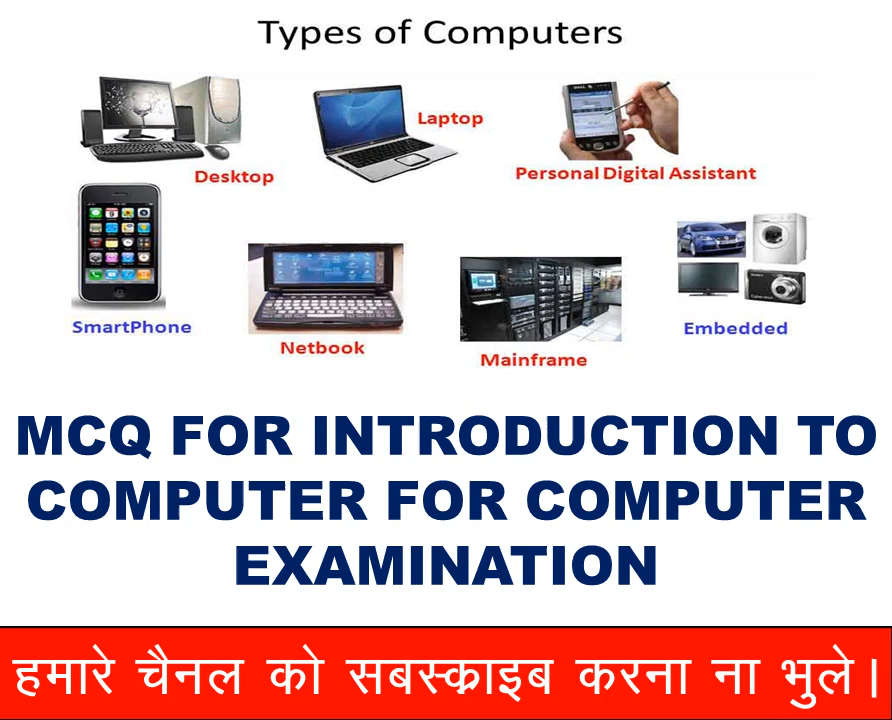 Types of Computers
Desktop
Laptop
Personal Digital Assistant
SmartPhone
Netbook
Mainframe
Embedded
MCQ FOR INTRODUCTION TO
COMPUTER FOR COMPUTER
EXAMINATION
हमारे चैनल को सबस्क्राइब करना ना भुले।